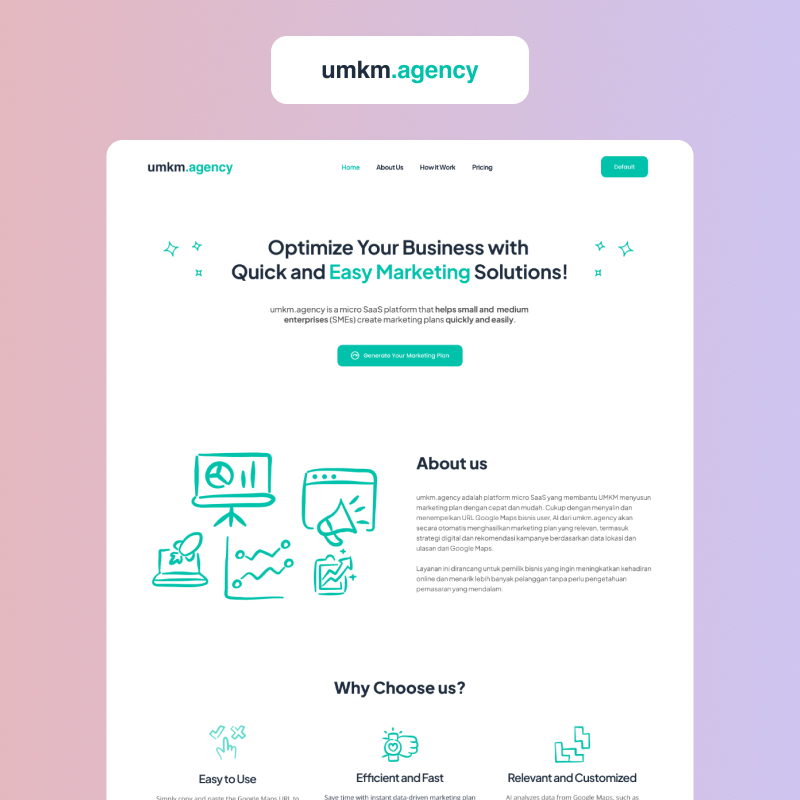 umkm.agency
umkm.agency
Home About Us How It Work Pricing
Default
Optimize Your Business with
Quick and Easy Marketing Solutions!
umkm.agency is a micro SaaS platform that helps small and medium
enterprises (SMEs) create marketing plans quickly and easily.
Generate Your Marketing Plan
About us
umkm.agency adalah platform micro SaaS yang membantu UMKM menyusun
marketing plan dengan cepat dan mudah. Cukup dengan menyalin dan
menempelkan URL Google Maps bisnis user, AI dari umkm.agency akan
secara otomatis menghasilkan marketing plan yang relevan, termasuk
strategi digital dan rekomendasi kampanye berdasarkan data lokasi dan
ulasan dari Google Maps.
Layanan ini dirancang untuk pemilik bisnis yang ingin meningkatkan kehadiran
online dan menarik lebih banyak pelanggan tanpa perlu pengetahuan
pemasaran yang mendalam.
Why Choose us?
Easy to Use
Efficient and Fast
Relevant and Customized
Simply copy and paste the Google Maps URL to
Save time with instant data-driven marketing plan
AI analyzes data from Google Maps, such as